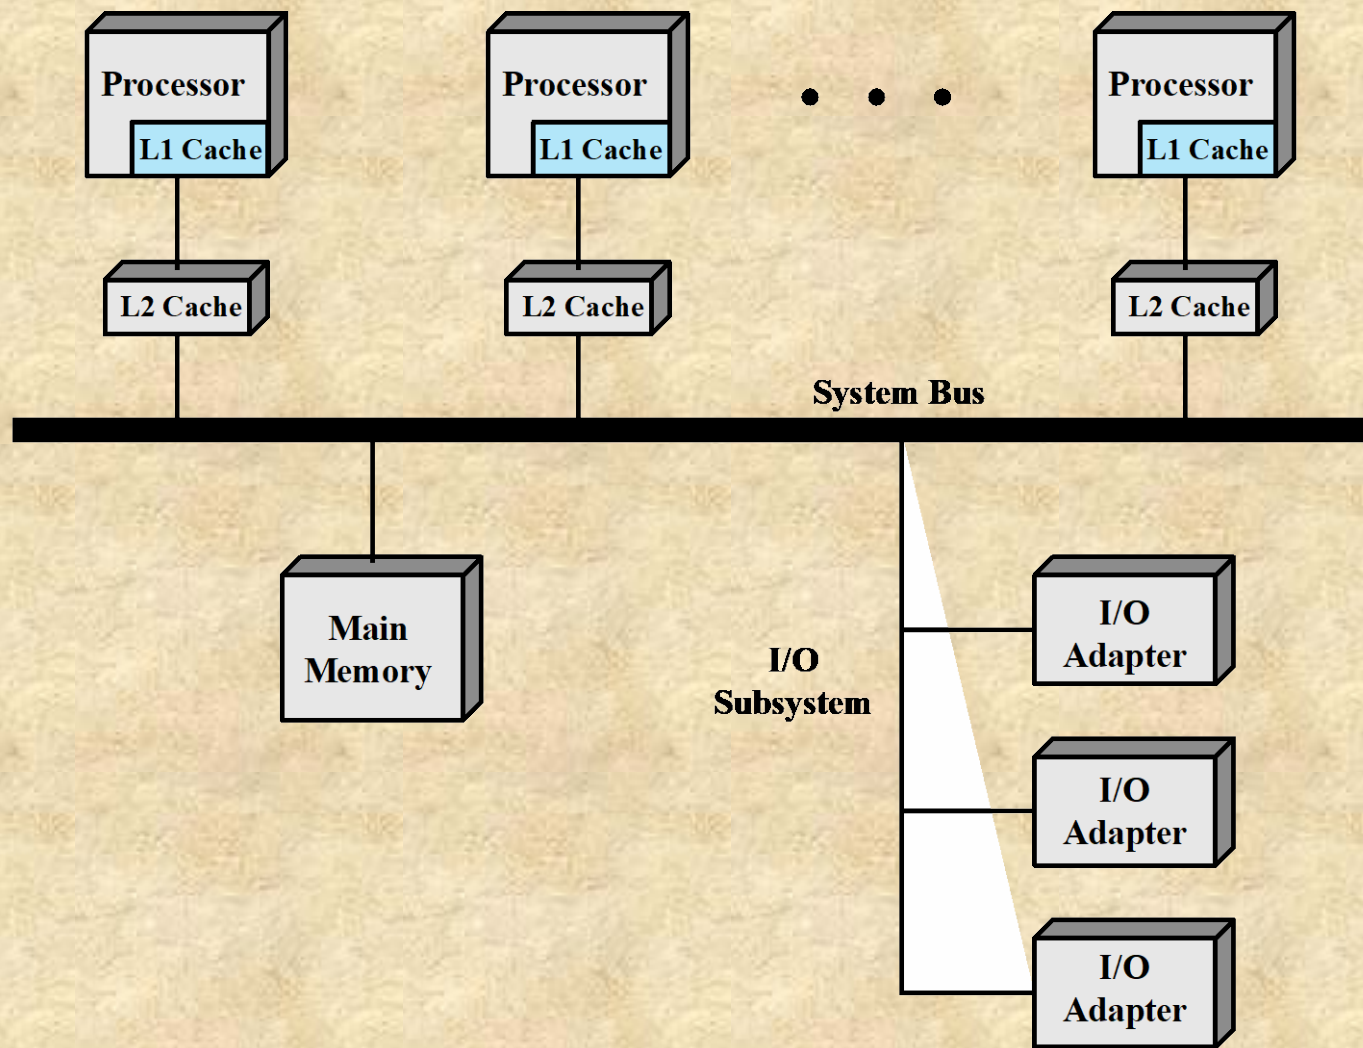 Processor
L1 Cache
Processor
L1 Cache
Processor
L1 Cache
L2 Cache
L2 Cache
L2 Cache
System Bus
Main
Memory
I/O
Subsystem
I/O
Adapter
I/O
Adapter
I/O
Adapter